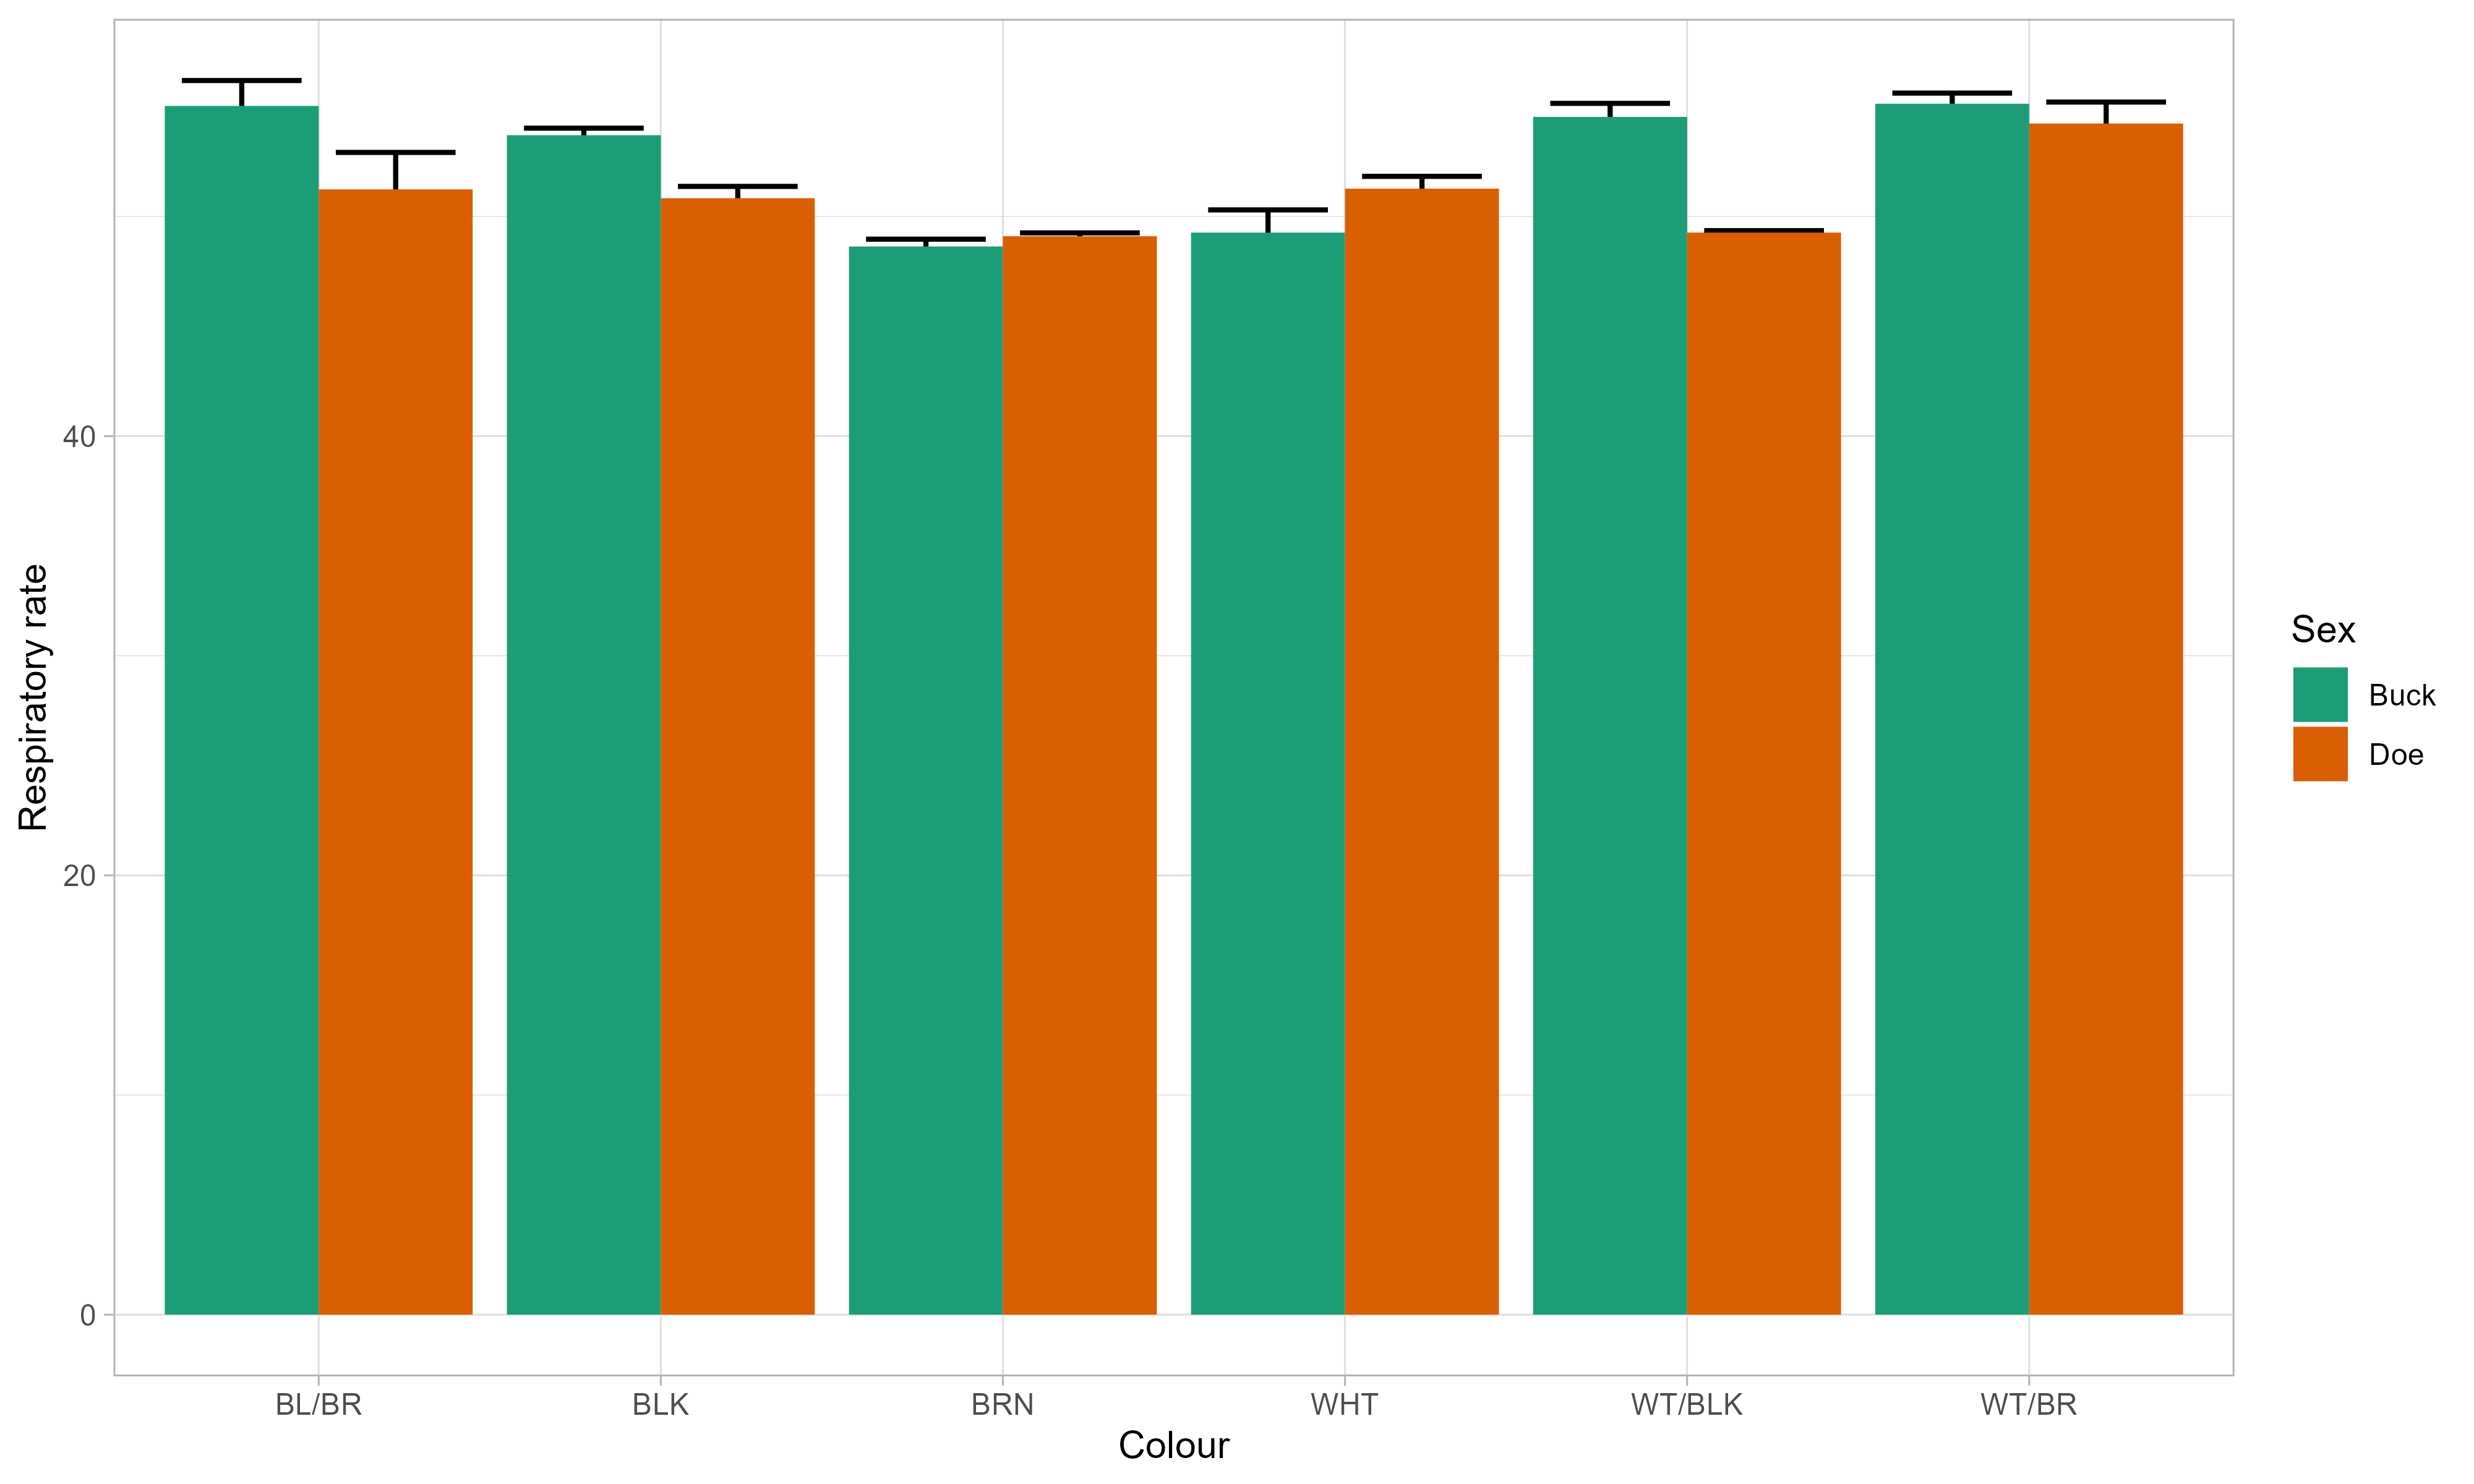 Respiratory rate
40
20
0
BL/BR
BLK
BRN
WHT
WT/BLK
WT/BR
Colour
Sex
Buck
Doe